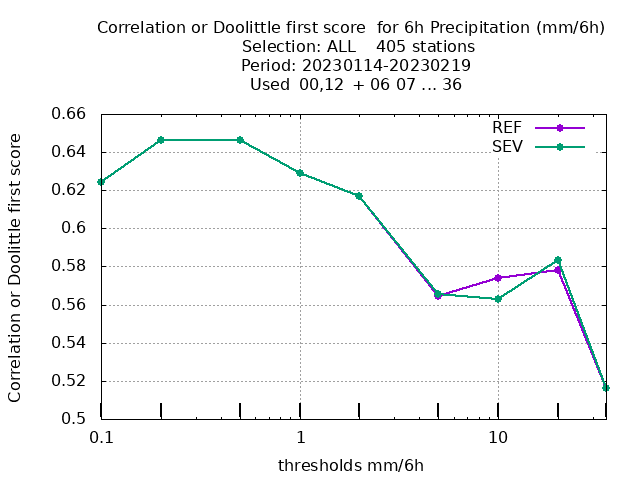 Correlation or Doolittle first score  for 6h Precipitation (mm/6h)
Selection: ALL    405 stations
Period: 20230114-20230219
Used  00,12  + 06 07 ... 36
REF
SEV
Correlation or Doolittle first score
0.66
0.64
0.62
0.6
0.58
0.56
0.54
0.52
0.5
0.1
1
10
thresholds mm/6h